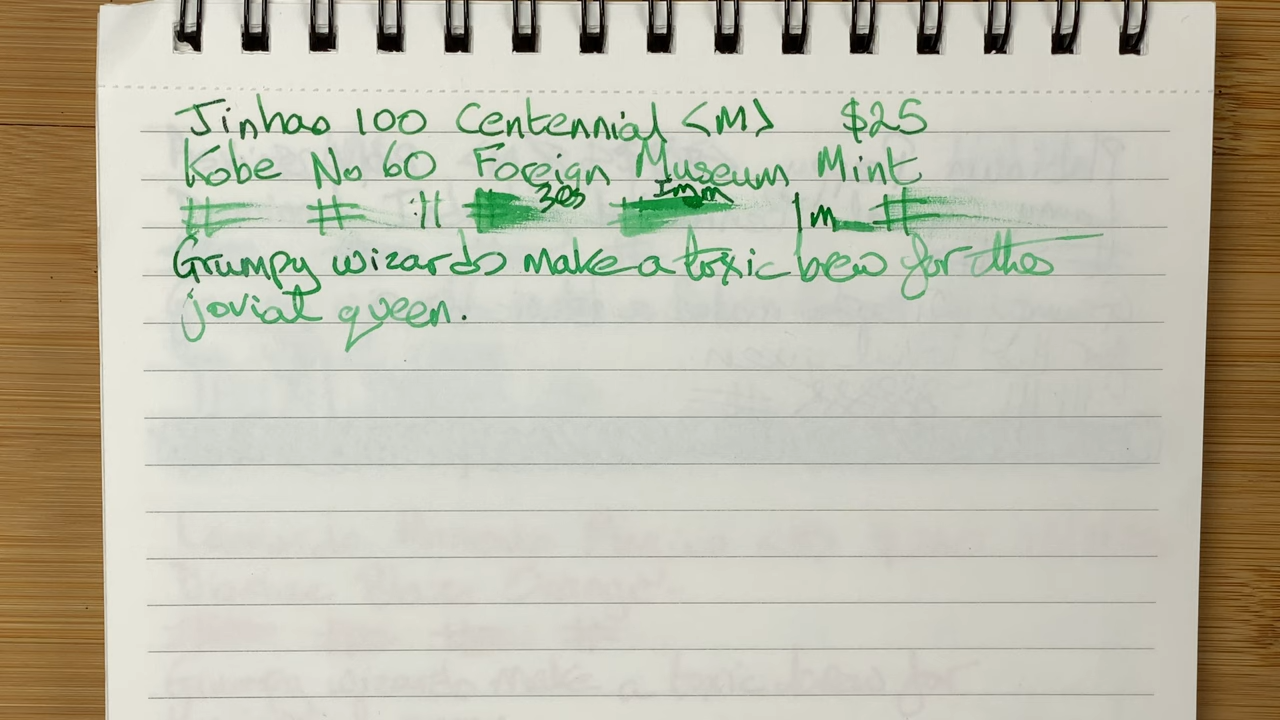 Jinhao 100 Centennial <M> $25
Kobe No 60 Foreign Museum Mint
30s 1mm 1m
Grumpy wizards make a toxic brew for the
jovial queen.